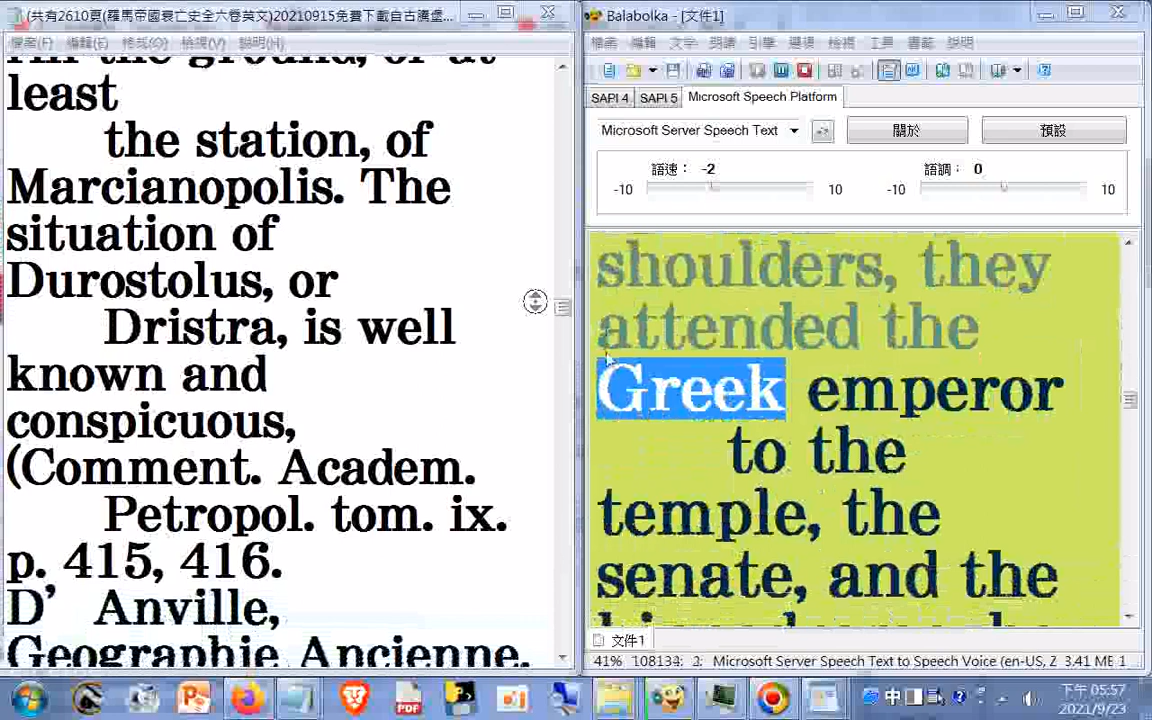 (共有2610頁(羅馬帝國衰亡史全六卷英文)20210915免費下載自古騰堡...
檔案(F) 編輯(E) 格式(O) 檢視(V) 說明(H)
least
the station, of
Marcianopolis. The
situation of
Durostolus, or
Dristra, is well
known and
conspicuous,
(Comment. Academ.
Petropol. tom. ix.
p. 415, 416.
D’ Anville,
Geographie Ancienne,
Balabolka - [文件1]
檔案 編輯 文字 朗讀 引擎 選項 檢視 工具 書籤 說明
SAPI 4 SAPI 5 Microsoft Speech Platform
Microsoft Server Speech Text 關於 預設
語速： -2 語調： 0
-10 10 -10 10
shoulders, they
attended the
Greek emperor
to the
temple, the
senate, and the
文件1
41% 108134: 2: Microsoft Server Speech Text to Speech Voice (en-US, Z 3.41 ME 1
PDF 中 下午 05:57
2021/9/23